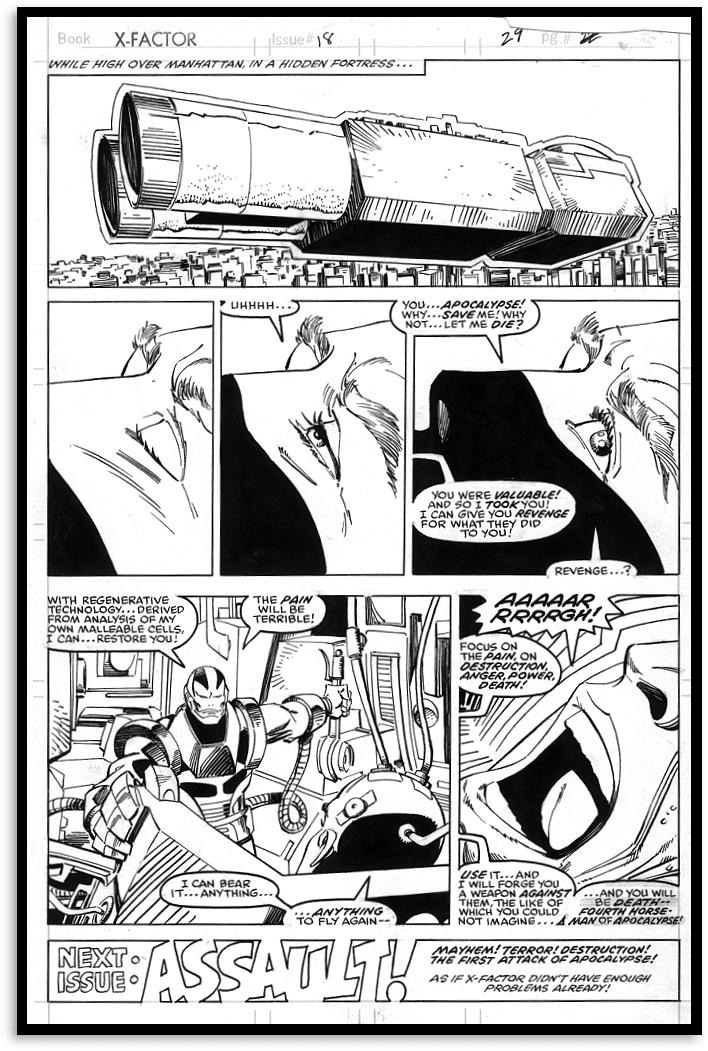 Book X-FACTOR Issue# 18 29 pg.#
WHILE HIGH OVER MANHATTAN, IN A HIDDEN FORTRESS...
UHHHH...
YOU...APOCALYPSE!
WHY...SAVE ME! WHY
NOT...LET ME DIE?
YOU WERE VALUABLE!
AND SO I TOOK YOU!
I CAN GIVE YOU REVENGE
FOR WHAT THEY DID
TO YOU!
REVENGE...?
WITH REGENERATIVE
TECHNOLOGY...DERIVED
FROM ANALYSIS OF MY
OWN MALLEABLE CELLS,
I CAN...RESTORE YOU!
THE PAIN
WILL BE
TERRIBLE!
I CAN BEAR
IT...ANYTHING...
...ANYTHING
TO FLY AGAIN--
AAAAAR
RRRRGH!
FOCUS ON
THE PAIN, ON
DESTRUCTION,
ANGER, POWER,
DEATH!
USE IT...AND
I WILL FORGE YOU
A WEAPON AGAINST
THEM, THE LIKE OF
WHICH YOU COULD
NOT IMAGINE...
...AND YOU WILL
BE DEATH--
FOURTH HORSE-
MAN OF APOCALYPSE!
NEXT
ISSUE:
ASSAULT!
MAYHEM! TERROR! DESTRUCTION!
THE FIRST ATTACK OF APOCALYPSE!
AS IF X-FACTOR DIDN'T HAVE ENOUGH
PROBLEMS ALREADY!